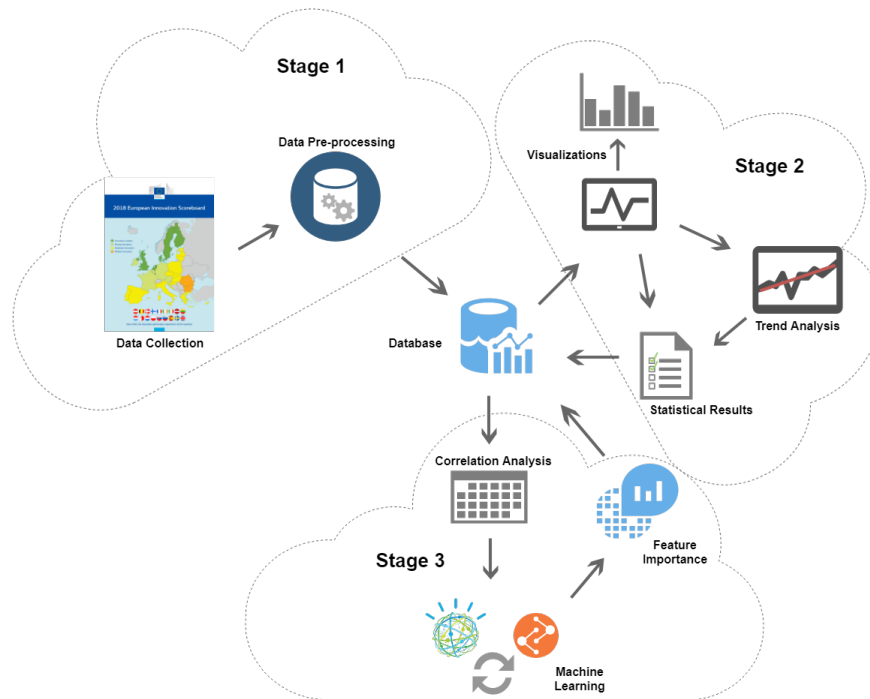 Stage 1
Data Pre-processing
2018 European Innovation Scoreboard
Data Collection
Stage 2
Visualizations
Trend Analysis
Statistical Results
Database
Correlation Analysis
Stage 3
Feature
Importance
Machine
Learning